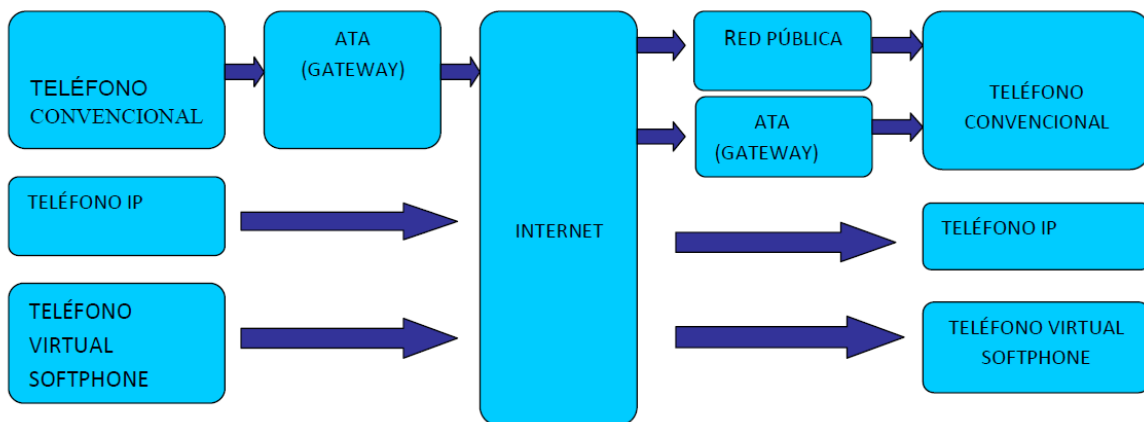 TELÉFONO
CONVENCIONAL
ATA
(GATEWAY)
TELÉFONO IP
TELÉFONO
VIRTUAL
SOFTPHONE
INTERNET
RED PÚBLICA
ATA
(GATEWAY)
TELÉFONO
CONVENCIONAL
TELÉFONO IP
TELÉFONO VIRTUAL
SOFTPHONE